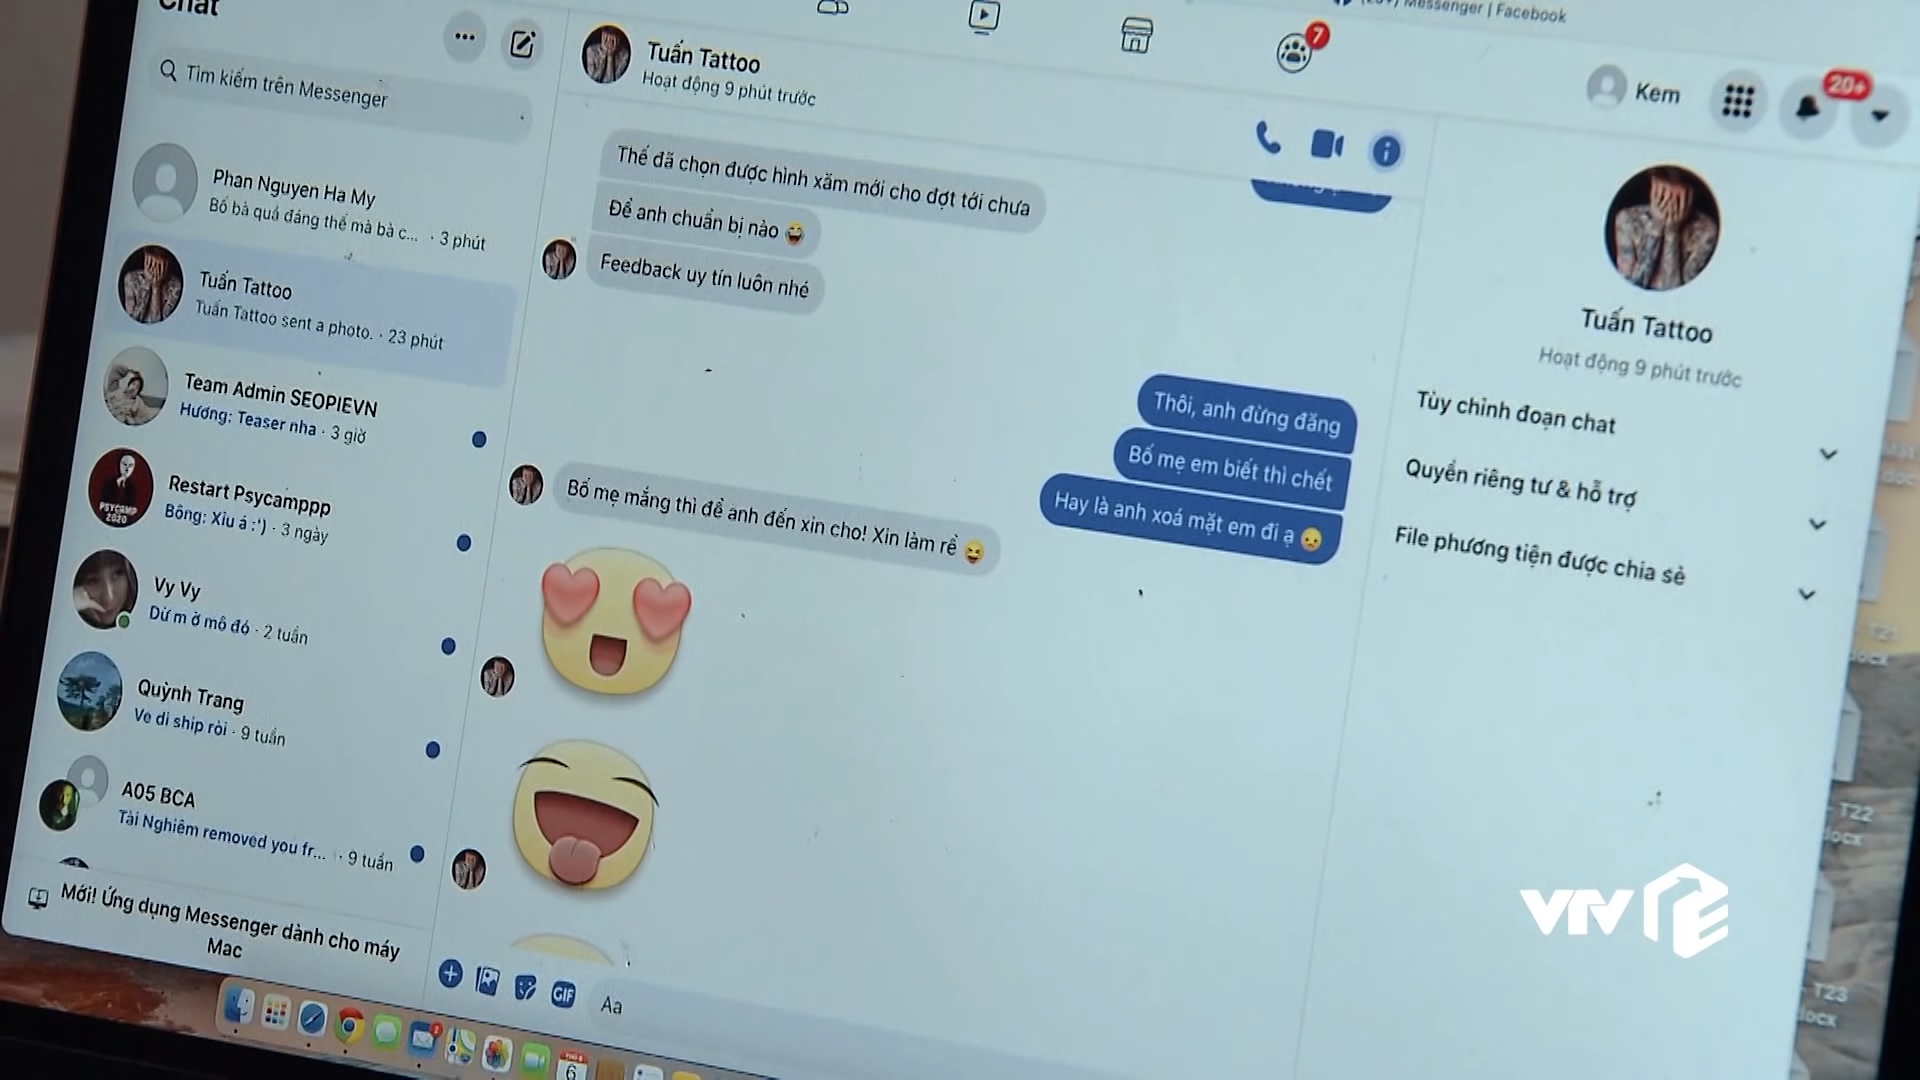 Chat
Tìm kiếm trên Messenger
Phan Nguyen Ha My
Bố bà quá đáng thế mà bà c... · 3 phút
Tuấn Tattoo
Tuấn Tattoo sent a photo. · 23 phút
Team Admin SEOPIEVN
Hương: Teaser nha · 3 giờ
Restart Psycamppp
Bông: Xỉu á :') · 3 ngày
PSYCAMP
2020
Vy Vy
Dừ m ở mô đó · 2 tuần
Quỳnh Trang
Ve di ship ròi · 9 tuần
A05 BCA
Tài Nghiêm removed you fr... · 9 tuần
Mới! Ứng dụng Messenger dành cho máy
Mac
Tuấn Tattoo
Hoạt động 9 phút trước
Thế đã chọn được hình xăm mới cho đợt tới chưa
Để anh chuẩn bị nào 😂
Feedback uy tín luôn nhé
Thôi, anh đừng đăng
Bố mẹ em biết thì chết
Hay là anh xoá mặt em đi ạ 😞
Bố mẹ mắng thì để anh đến xin cho! Xin làm rể 😝
GIF
Aa
6
Messenger | Facebook
7
Kem
20+
Tuấn Tattoo
Hoạt động 9 phút trước
Tùy chỉnh đoạn chat
Quyền riêng tư & hỗ trợ
File phương tiện được chia sẻ
T22
docx
T23
docx
VTV